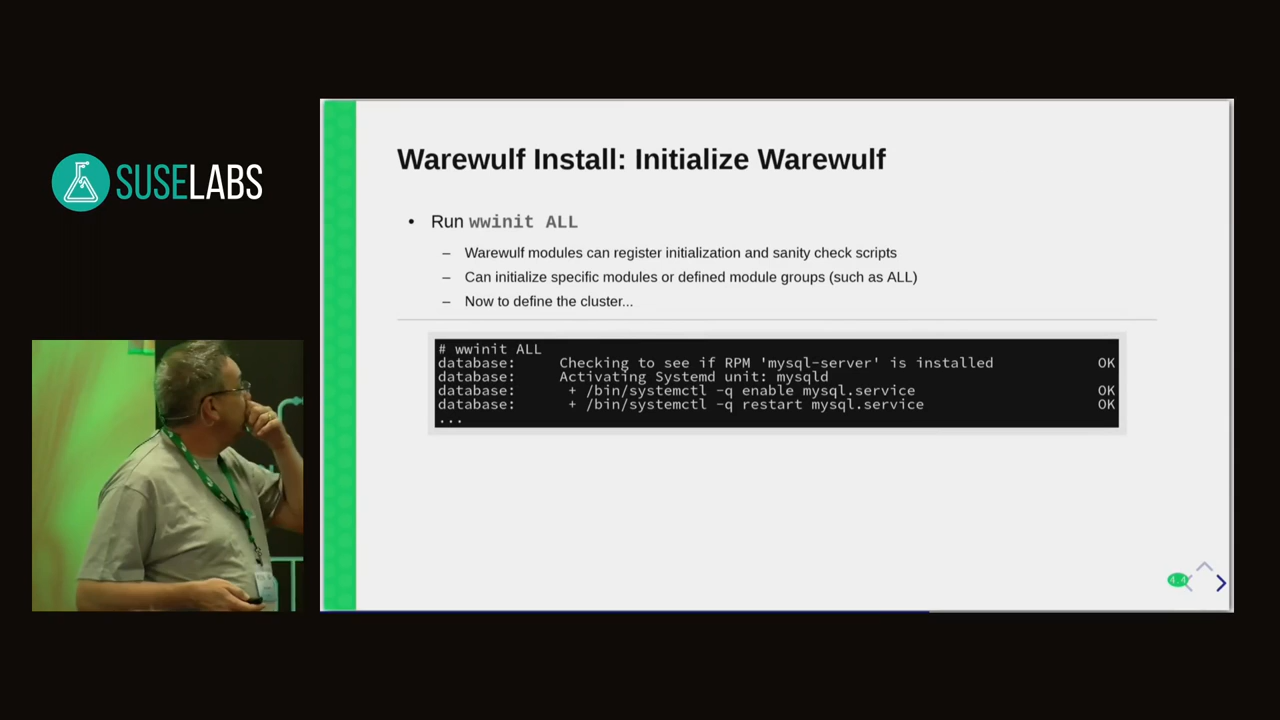 SUSELABS
Warewulf Install: Initialize Warewulf
• Run wwinit ALL
– Warewulf modules can register initialization and sanity check scripts
– Can initialize specific modules or defined module groups (such as ALL)
– Now to define the cluster...
# wwinit ALL
database: Checking to see if RPM 'mysql-server' is installed OK
database: Activating Systemd unit: mysqld
database: + /bin/systemctl -q enable mysql.service OK
database: + /bin/systemctl -q restart mysql.service OK
...
4.4